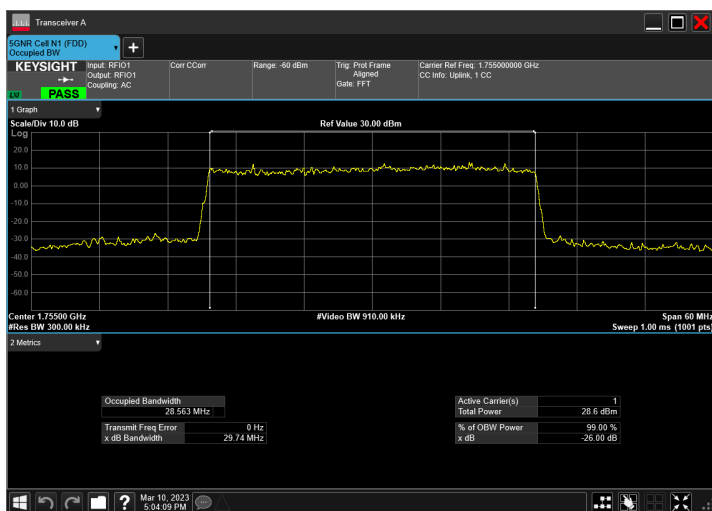 Transceiver A
5GNR Cell N1 (FDD)
Occupied BW
KEYSIGHT
PASS
Input: RFIO1
Output: RFIO1
Coupling: AC
Corr CCorr
Range: -60 dBm
Trig: Prot Frame
Aligned
Gate: FFT
Carrier Ref Freq: 1.755000000 GHz
CC Info: Uplink, 1 CC
1 Graph
Scale/Div 10.0 dB
Ref Value 30.00 dBm
Log
20.0
10.0
0.00
-10.0
-20.0
-30.0
-40.0
-50.0
-60.0
Center 1.75500 GHz
#Video BW 910.00 kHz
Span 60 MHz
#Res BW 300.00 kHz
Sweep 1.00 ms (1001 pts)
2 Metrics
Occupied Bandwidth
28.563 MHz
Transmit Freq Error 0 Hz
x dB Bandwidth 29.74 MHz
Active Carrier(s) 1
Total Power 28.6 dBm
% of OBW Power 99.00 %
x dB -26.00 dB
?
Mar 10, 2023
5:04:09 PM